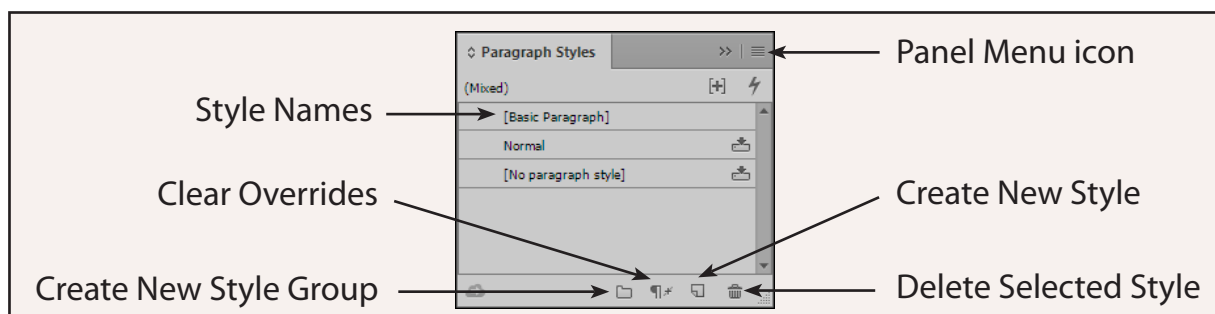 Paragraph Styles
Panel Menu icon
(Mixed)
Style Names
[Basic Paragraph]
Normal
[No paragraph style]
Clear Overrides
Create New Style
Create New Style Group
Delete Selected Style